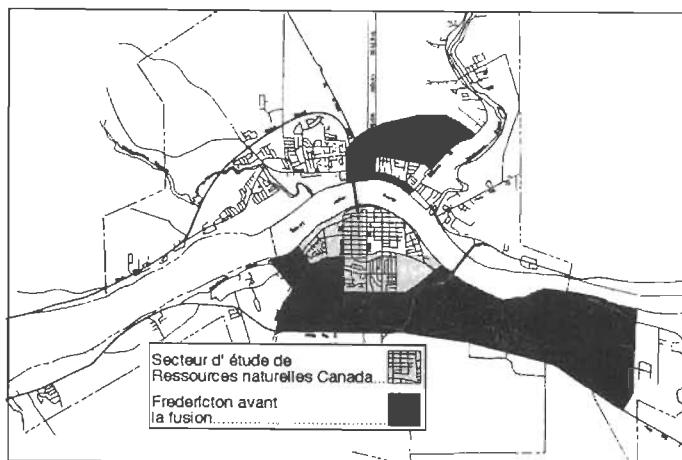 Secteur d' étude de
Ressources naturelles Canada...
Fredericton avant
la fusion.......... ... ............